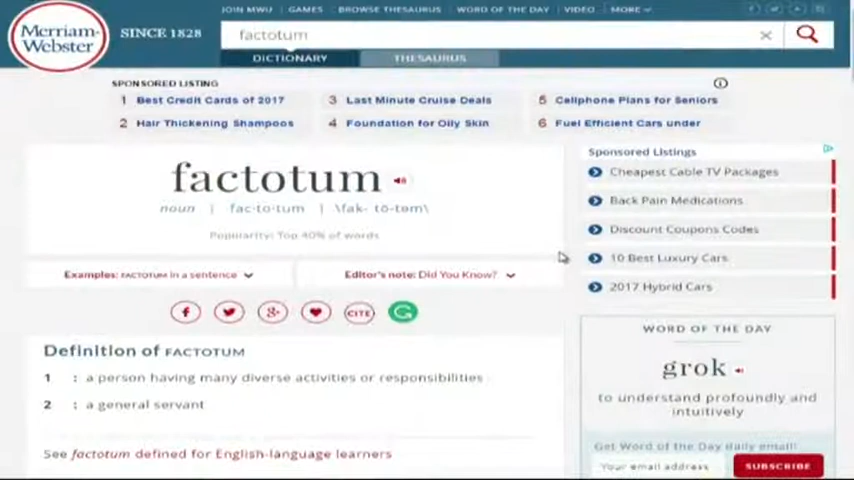 JOIN MWU | GAMES | BROWSE THESAURUS | WORD OF THE DAY | VIDEO | MORE
Merriam-
Webster
SINCE 1828
factotum
DICTIONARY
THESAURUS
SPONSORED LISTING
1 Best Credit Cards of 2017
3 Last Minute Cruise Deals
5 Cellphone Plans for Seniors
2 Hair Thickening Shampoos
4 Foundation for Oily Skin
6 Fuel Efficient Cars under
factotum
noun | fac·to·tum | \fak-ˈtō-təm\
Popularity: Top 40% of words
Examples: FACTOTUM in a sentence
Editor's note: Did You Know?
CITE
Definition of FACTOTUM
1 : a person having many diverse activities or responsibilities
2 : a general servant
See factotum defined for English-language learners
Sponsored Listings
Cheapest Cable TV Packages
Back Pain Medications
Discount Coupons Codes
10 Best Luxury Cars
2017 Hybrid Cars
WORD OF THE DAY
grok
to understand profoundly and
intuitively
Get Word of the Day daily email!
Your email address
SUBSCRIBE